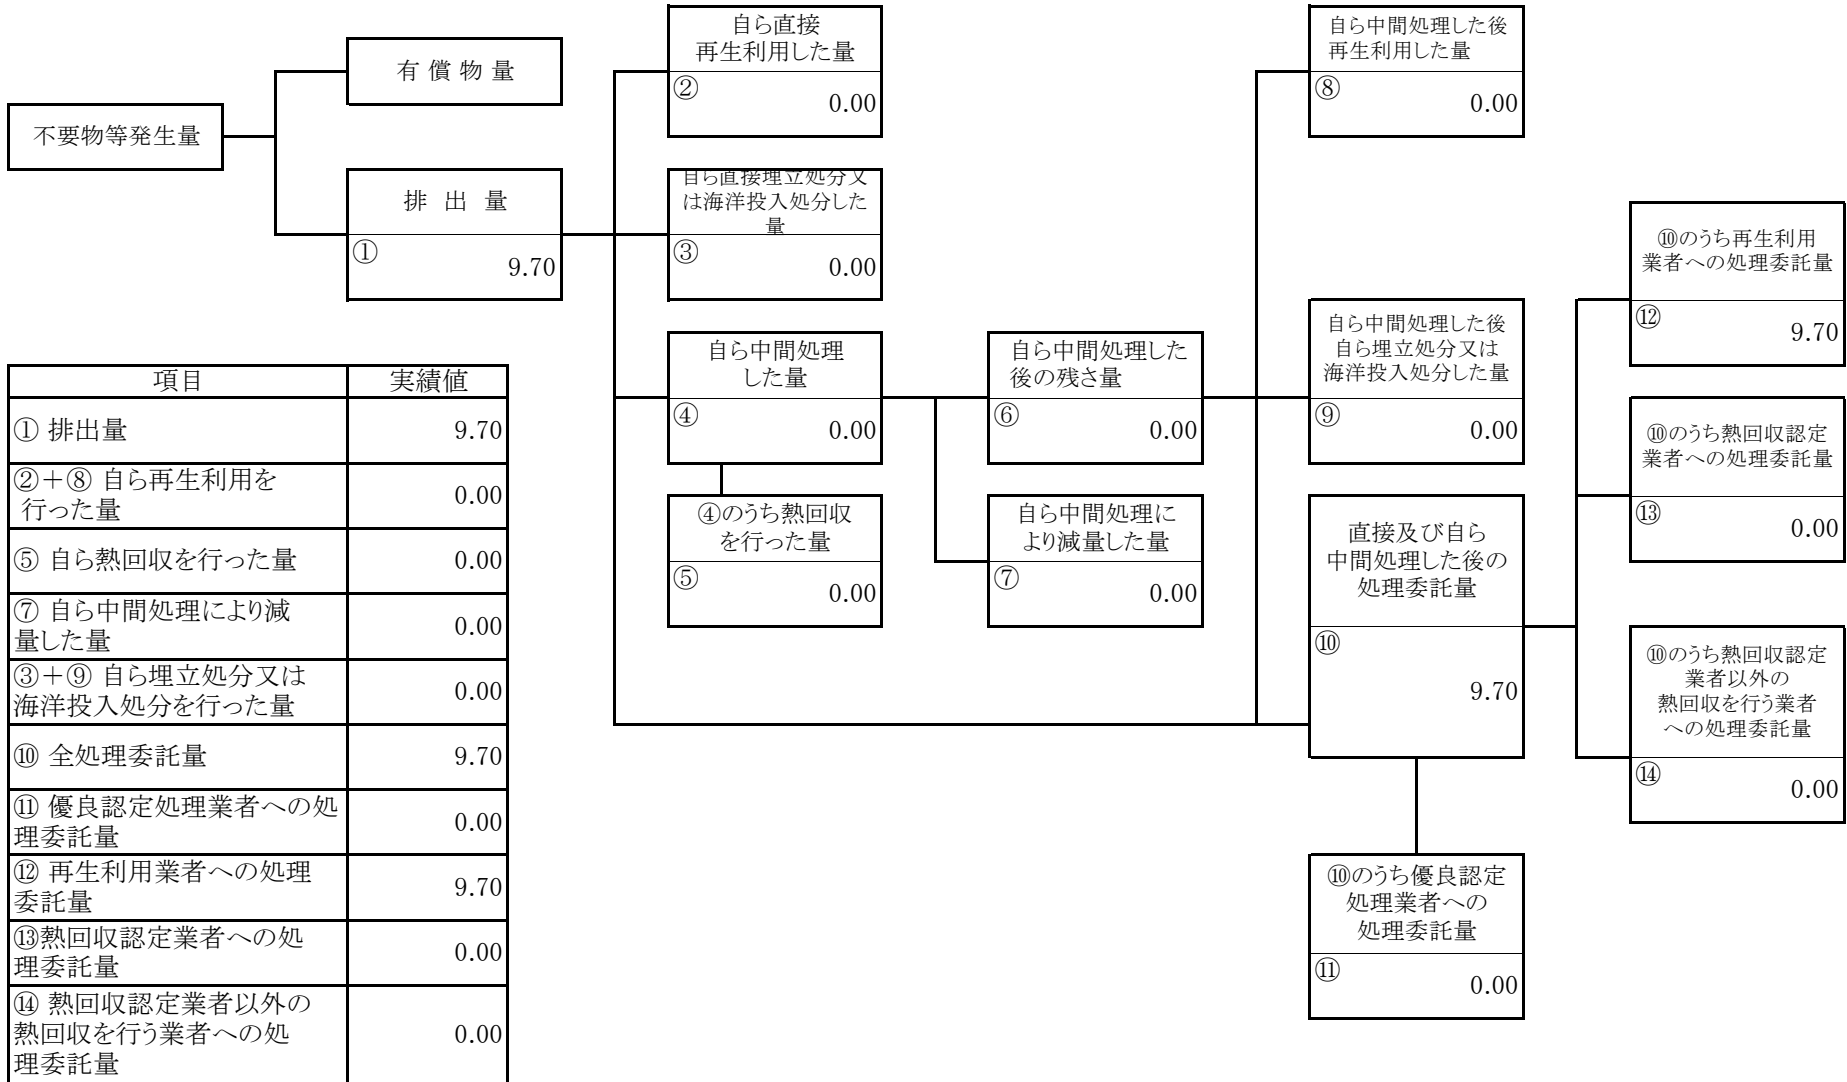 不要物等発生量
有 償 物 量
排 出 量
①
9.70
自ら直接
再生利用した量
②
0.00
自ら直接埋立処分又
は海洋投入処分した
量
③
0.00
自ら中間処理
した量
④
0.00
④のうち熱回収
を行った量
⑤
0.00
自ら中間処理した
後の残さ量
⑥
0.00
自ら中間処理に
より減量した量
⑦
0.00
自ら中間処理した後
再生利用した量
⑧
0.00
自ら中間処理した後
自ら埋立処分又は
海洋投入処分した量
⑨
0.00
直接及び自ら
中間処理した後の
処理委託量
⑩
9.70
⑩のうち優良認定
処理業者への
処理委託量
⑪
0.00
⑩のうち再生利用
業者への処理委託量
⑫
9.70
⑩のうち熱回収認定
業者への処理委託量
⑬
0.00
⑩のうち熱回収認定
業者以外の
熱回収を行う業者
への処理委託量
⑭
0.00
項目 実績値
① 排出量 9.70
②＋⑧ 自ら再生利用を
行った量 0.00
⑤ 自ら熱回収を行った量 0.00
⑦ 自ら中間処理により減
量した量 0.00
③＋⑨ 自ら埋立処分又は
海洋投入処分を行った量 0.00
⑩ 全処理委託量 9.70
⑪ 優良認定処理業者への処
理委託量 0.00
⑫ 再生利用業者への処理
委託量 9.70
⑬熱回収認定業者への処
理委託量 0.00
⑭ 熱回収認定業者以外の
熱回収を行う業者への処
理委託量 0.00